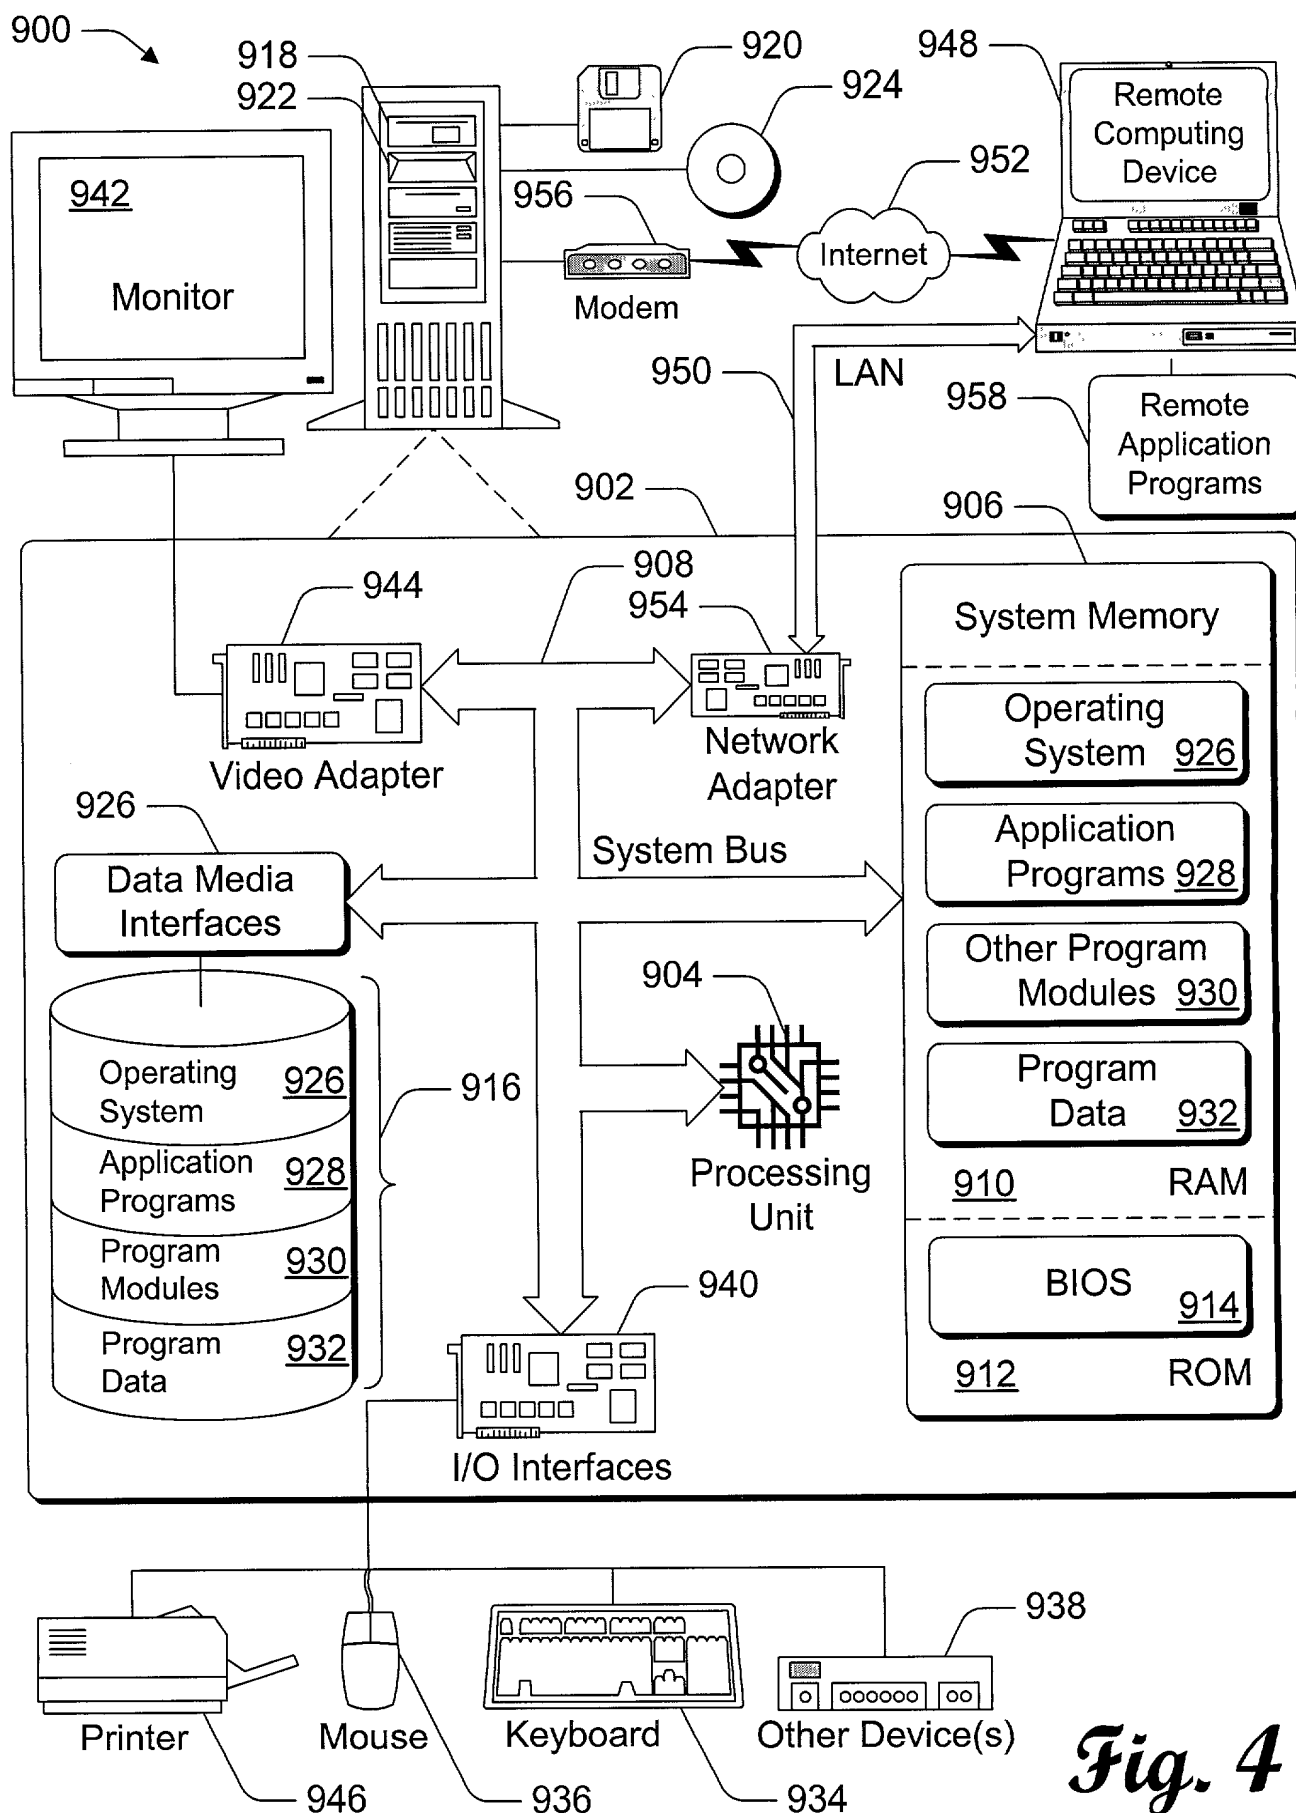 900
918
922
920
924
948
Remote
Computing
Device
952
942
Monitor
956
Internet
Modem
950
LAN
958
Remote
Application
Programs
902
906
908
944
954
System Memory
Operating
System 926
Video Adapter
Network
Adapter
926
System Bus
Application
Programs 928
Data Media
Interfaces
Other Program
Modules 930
904
Operating
System
926
916
Program
Data 932
Application
Programs
928
Processing
Unit
910 RAM
Program
Modules
930
940
BIOS
914
Program
Data
932
912 ROM
I/O Interfaces
938
Printer
Mouse
Keyboard
Other Device(s)
946
936
934
Fig. 4